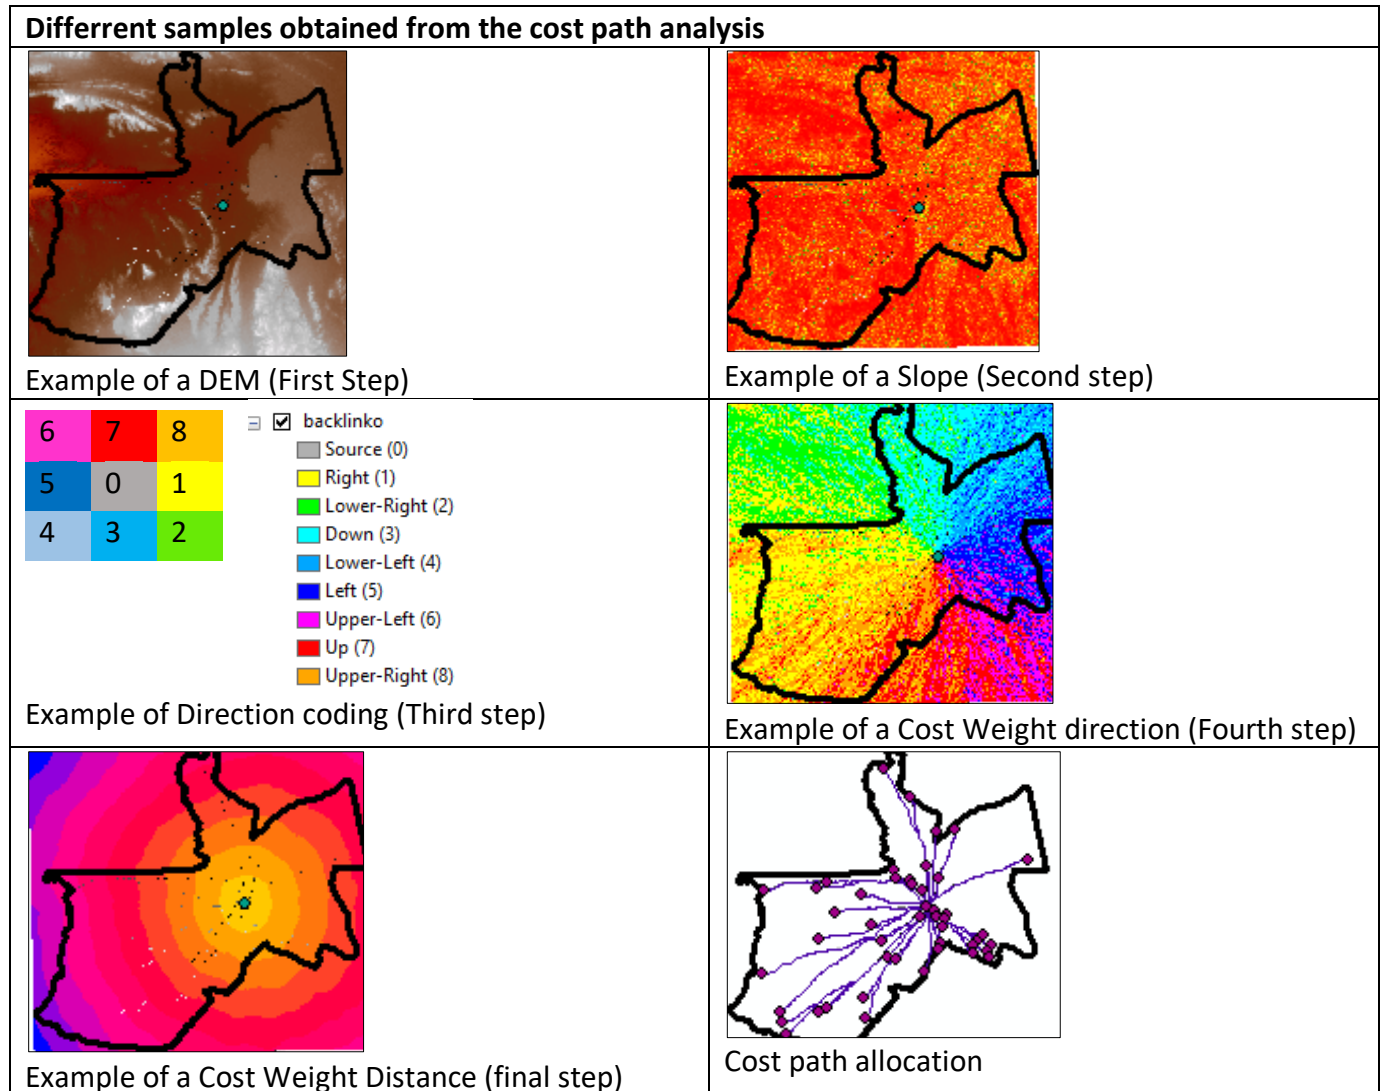 Differrent samples obtained from the cost path analysis
Example of a DEM (First Step)
Example of a Slope (Second step)
6 7 8
5 0 1
4 3 2
backlinko
Source (0)
Right (1)
Lower-Right (2)
Down (3)
Lower-Left (4)
Left (5)
Upper-Left (6)
Up (7)
Upper-Right (8)
Example of Direction coding (Third step)
Example of a Cost Weight direction (Fourth step)
Example of a Cost Weight Distance (final step)
Cost path allocation